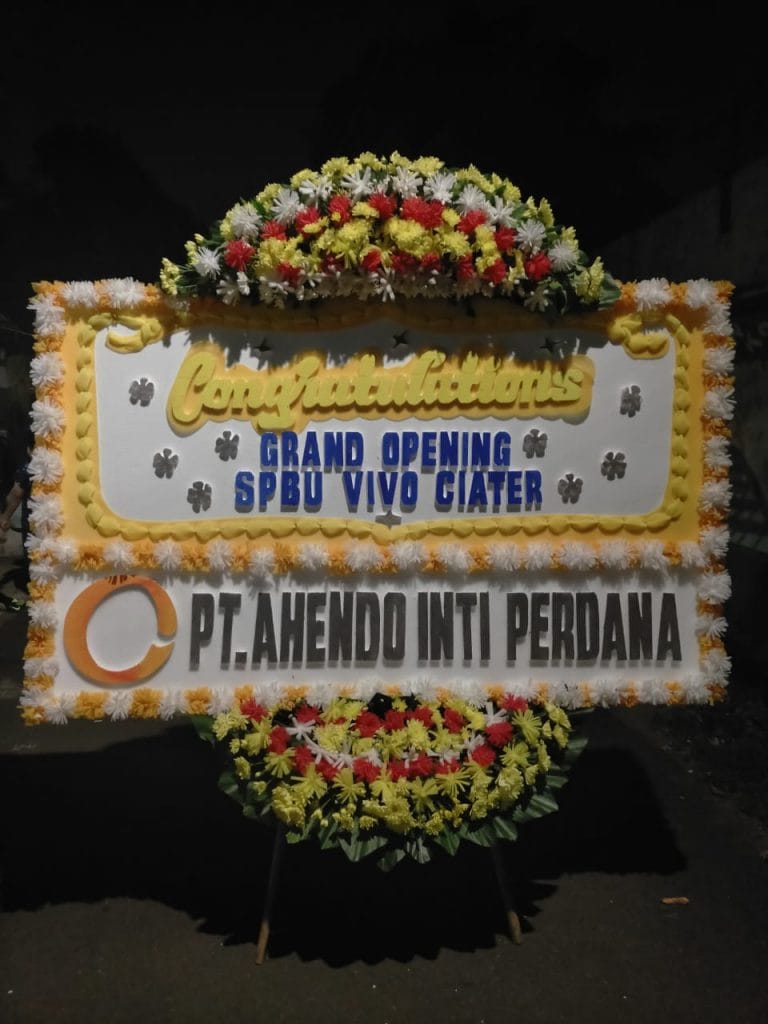 Congratulations
GRAND OPENING
SPBU VIVO CIATER
PT. AHENDO INTI PERDANA